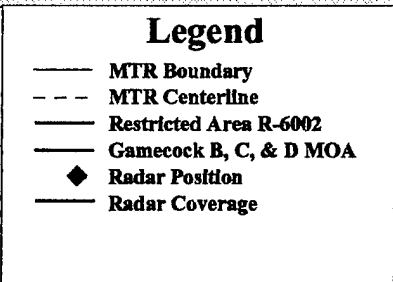 Legend
MTR Boundary
MTR Centerline
Restricted Area R-6002
Gamecock B, C, & D MOA
Radar Position
Radar Coverage